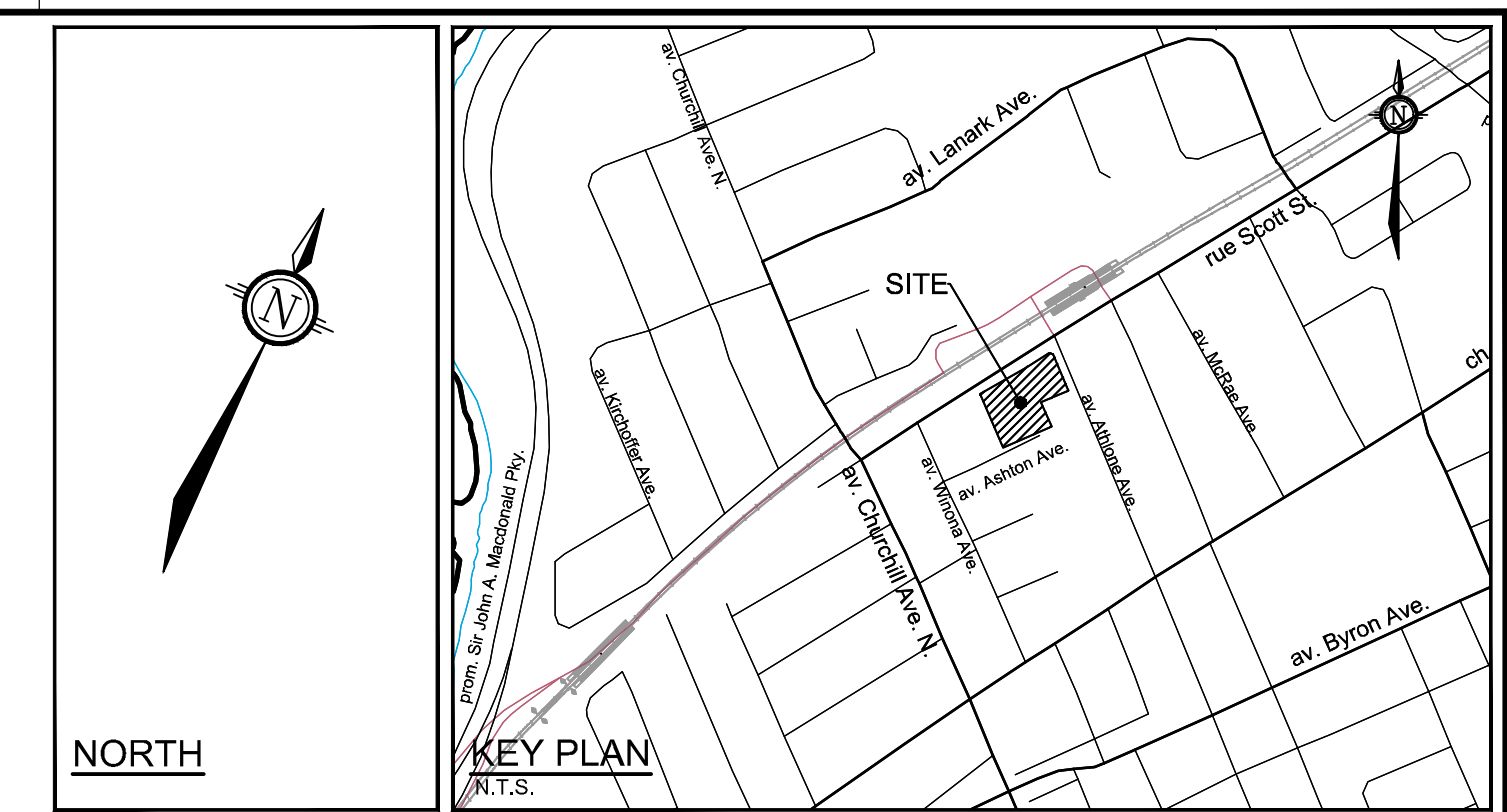 N
NORTH
av. Churchill Ave. N.
av. Lanark Ave.
N
rue Scott St.
SITE
av. Kirchoffer Ave.
av. McRae Ave
ch
av. Athlone Ave.
av. Ashton Ave.
av. Winona Ave.
av. Churchill Ave. N.
prom. Sir John A. Macdonald Pky.
av. Byron Ave.
KEY PLAN
N.T.S.